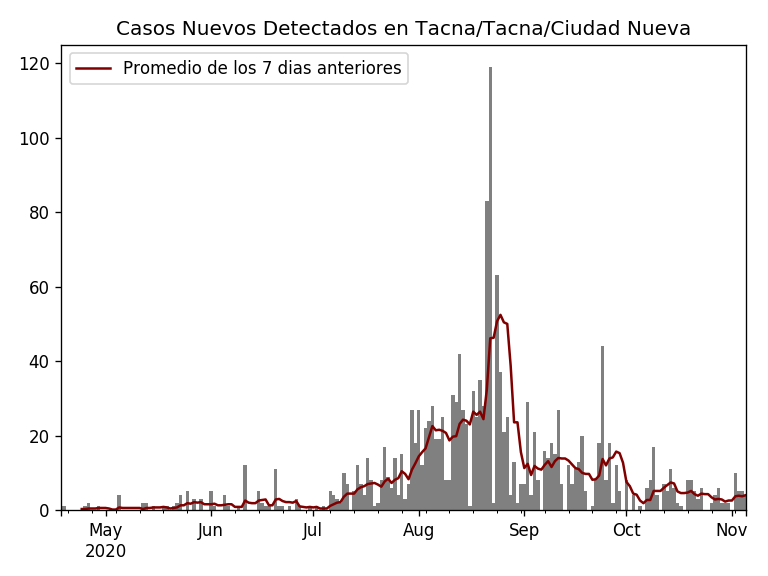 Casos Nuevos Detectados en Tacna/Tacna/Ciudad Nueva
Promedio de los 7 dias anteriores
120
100
80
60
40
20
0
May Jun Jul Aug Sep Oct Nov
2020